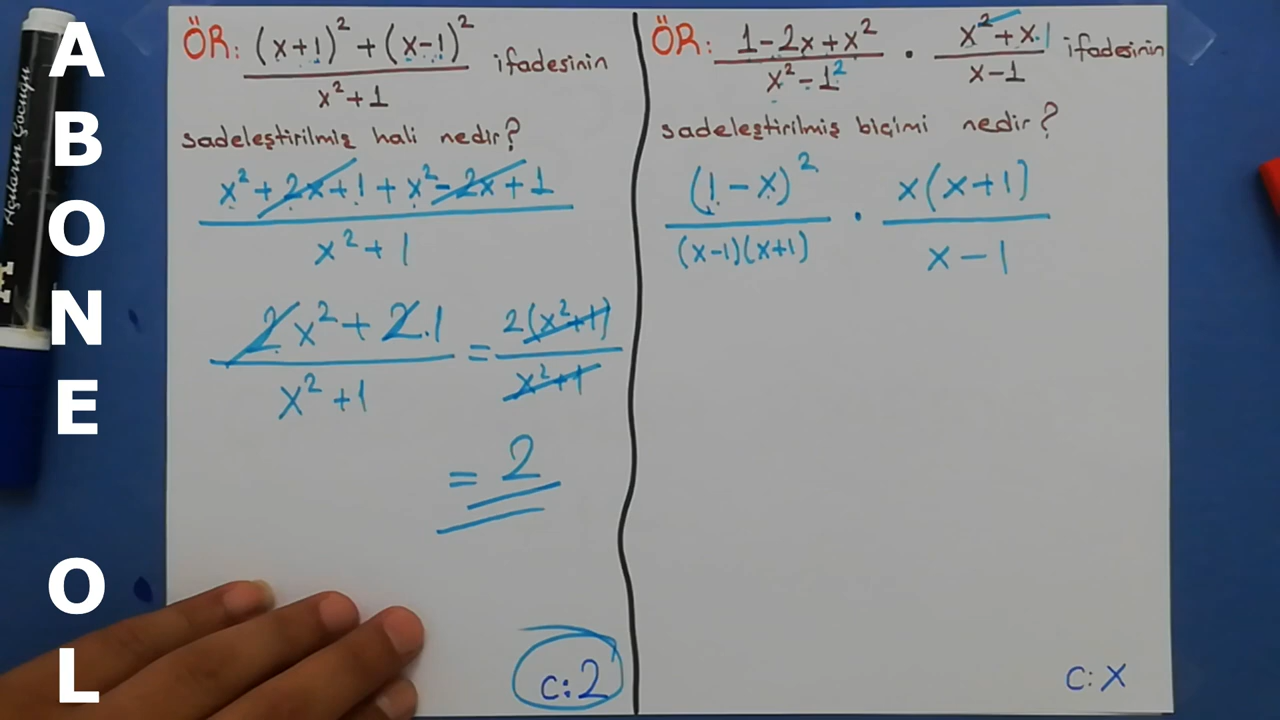 ABONE OL
Açıların Çocuğu
ÖR: (x+1)² + (x-1)² / x²+1 ifadesinin
sadeleştirilmiş hali nedir?
x² + 2x + 1 + x² - 2x + 1 / x² + 1
2x² + 2.1 / x² + 1 = 2(x²+1) / x²+1
= 2
c:2
ÖR: 1-2x+x² / x²-1² · x²+x.1 / x-1 ifadesinin
sadeleştirilmiş biçimi nedir?
(1-x)² / (x-1)(x+1) · x(x+1) / x-1
C: X